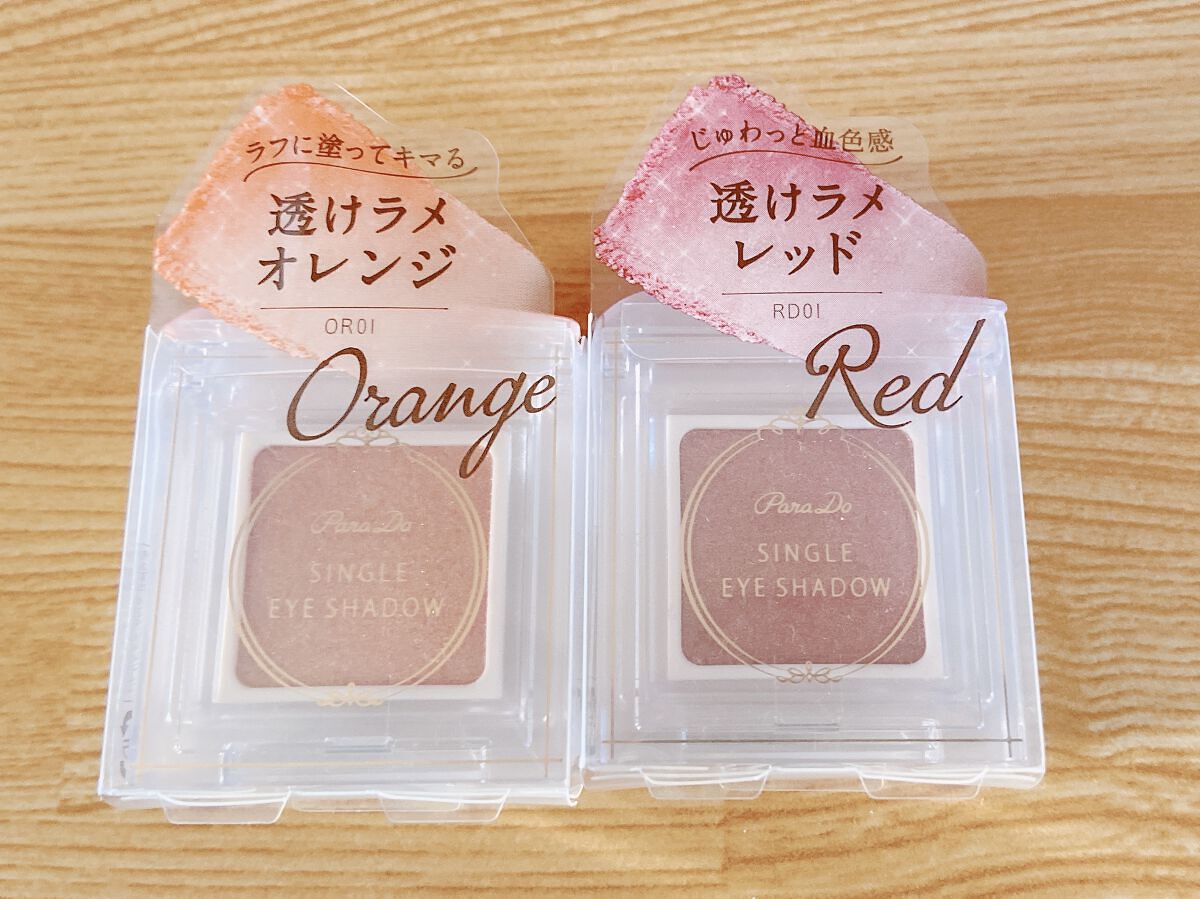 ラフに塗ってキマる
透けラメ
オレンジ
OR01
Orange
Para Do
SINGLE
EYE SHADOW
じゅわっと血色感
透けラメ
レッド
RD01
Red
Para Do
SINGLE
EYE SHADOW